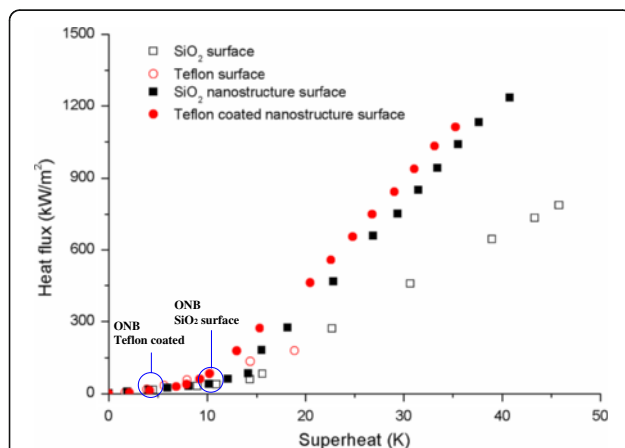 1500
1200
900
600
300
0
Heat flux (kW/m²)
SiO₂ surface
Teflon surface
SiO₂ nanostructure surface
Teflon coated nanostructure surface
ONB
Teflon coated
ONB
SiO₂ surface
0 10 20 30 40 50
Superheat (K)